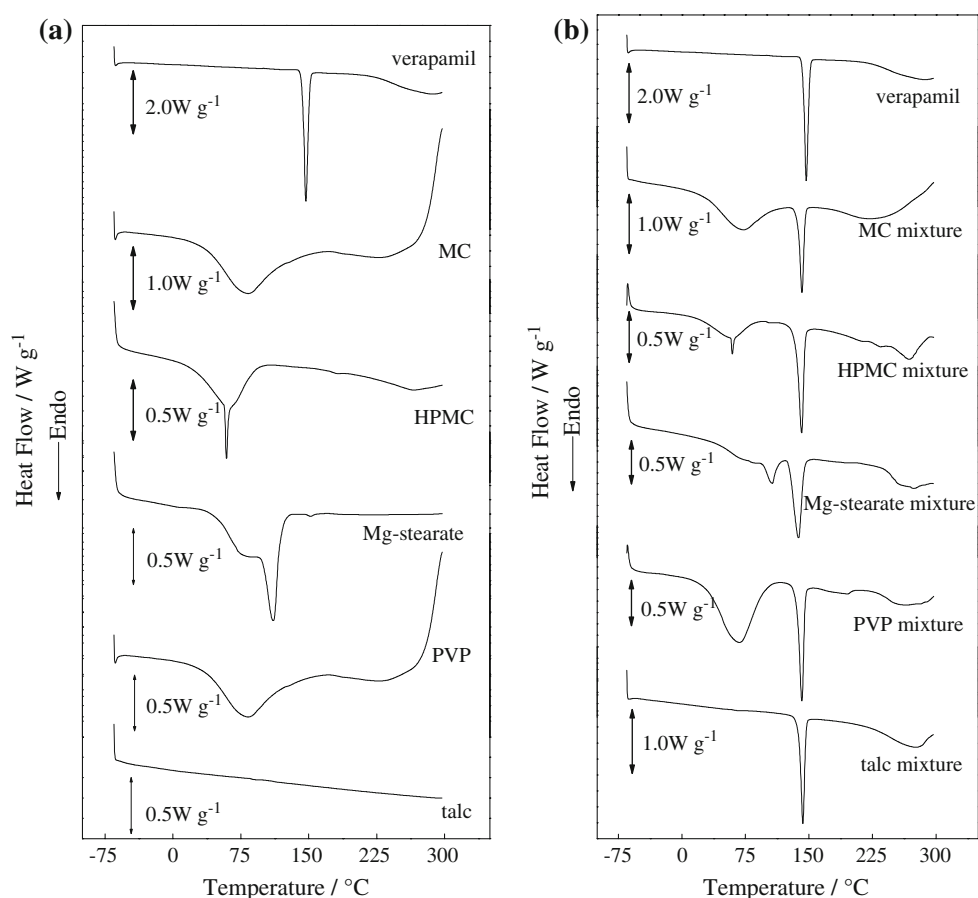 (a)
verapamil
2.0W g-1
MC
1.0W g-1
HPMC
0.5W g-1
Mg-stearate
0.5W g-1
PVP
0.5W g-1
talc
0.5W g-1
Heat Flow / W g-1
Endo
-75 0 75 150 225 300
Temperature / °C
(b)
verapamil
2.0W g-1
MC mixture
1.0W g-1
HPMC mixture
0.5W g-1
Mg-stearate mixture
0.5W g-1
PVP mixture
0.5W g-1
talc mixture
1.0W g-1
Heat Flow / W g-1
Endo
-75 0 75 150 225 300
Temperature / °C